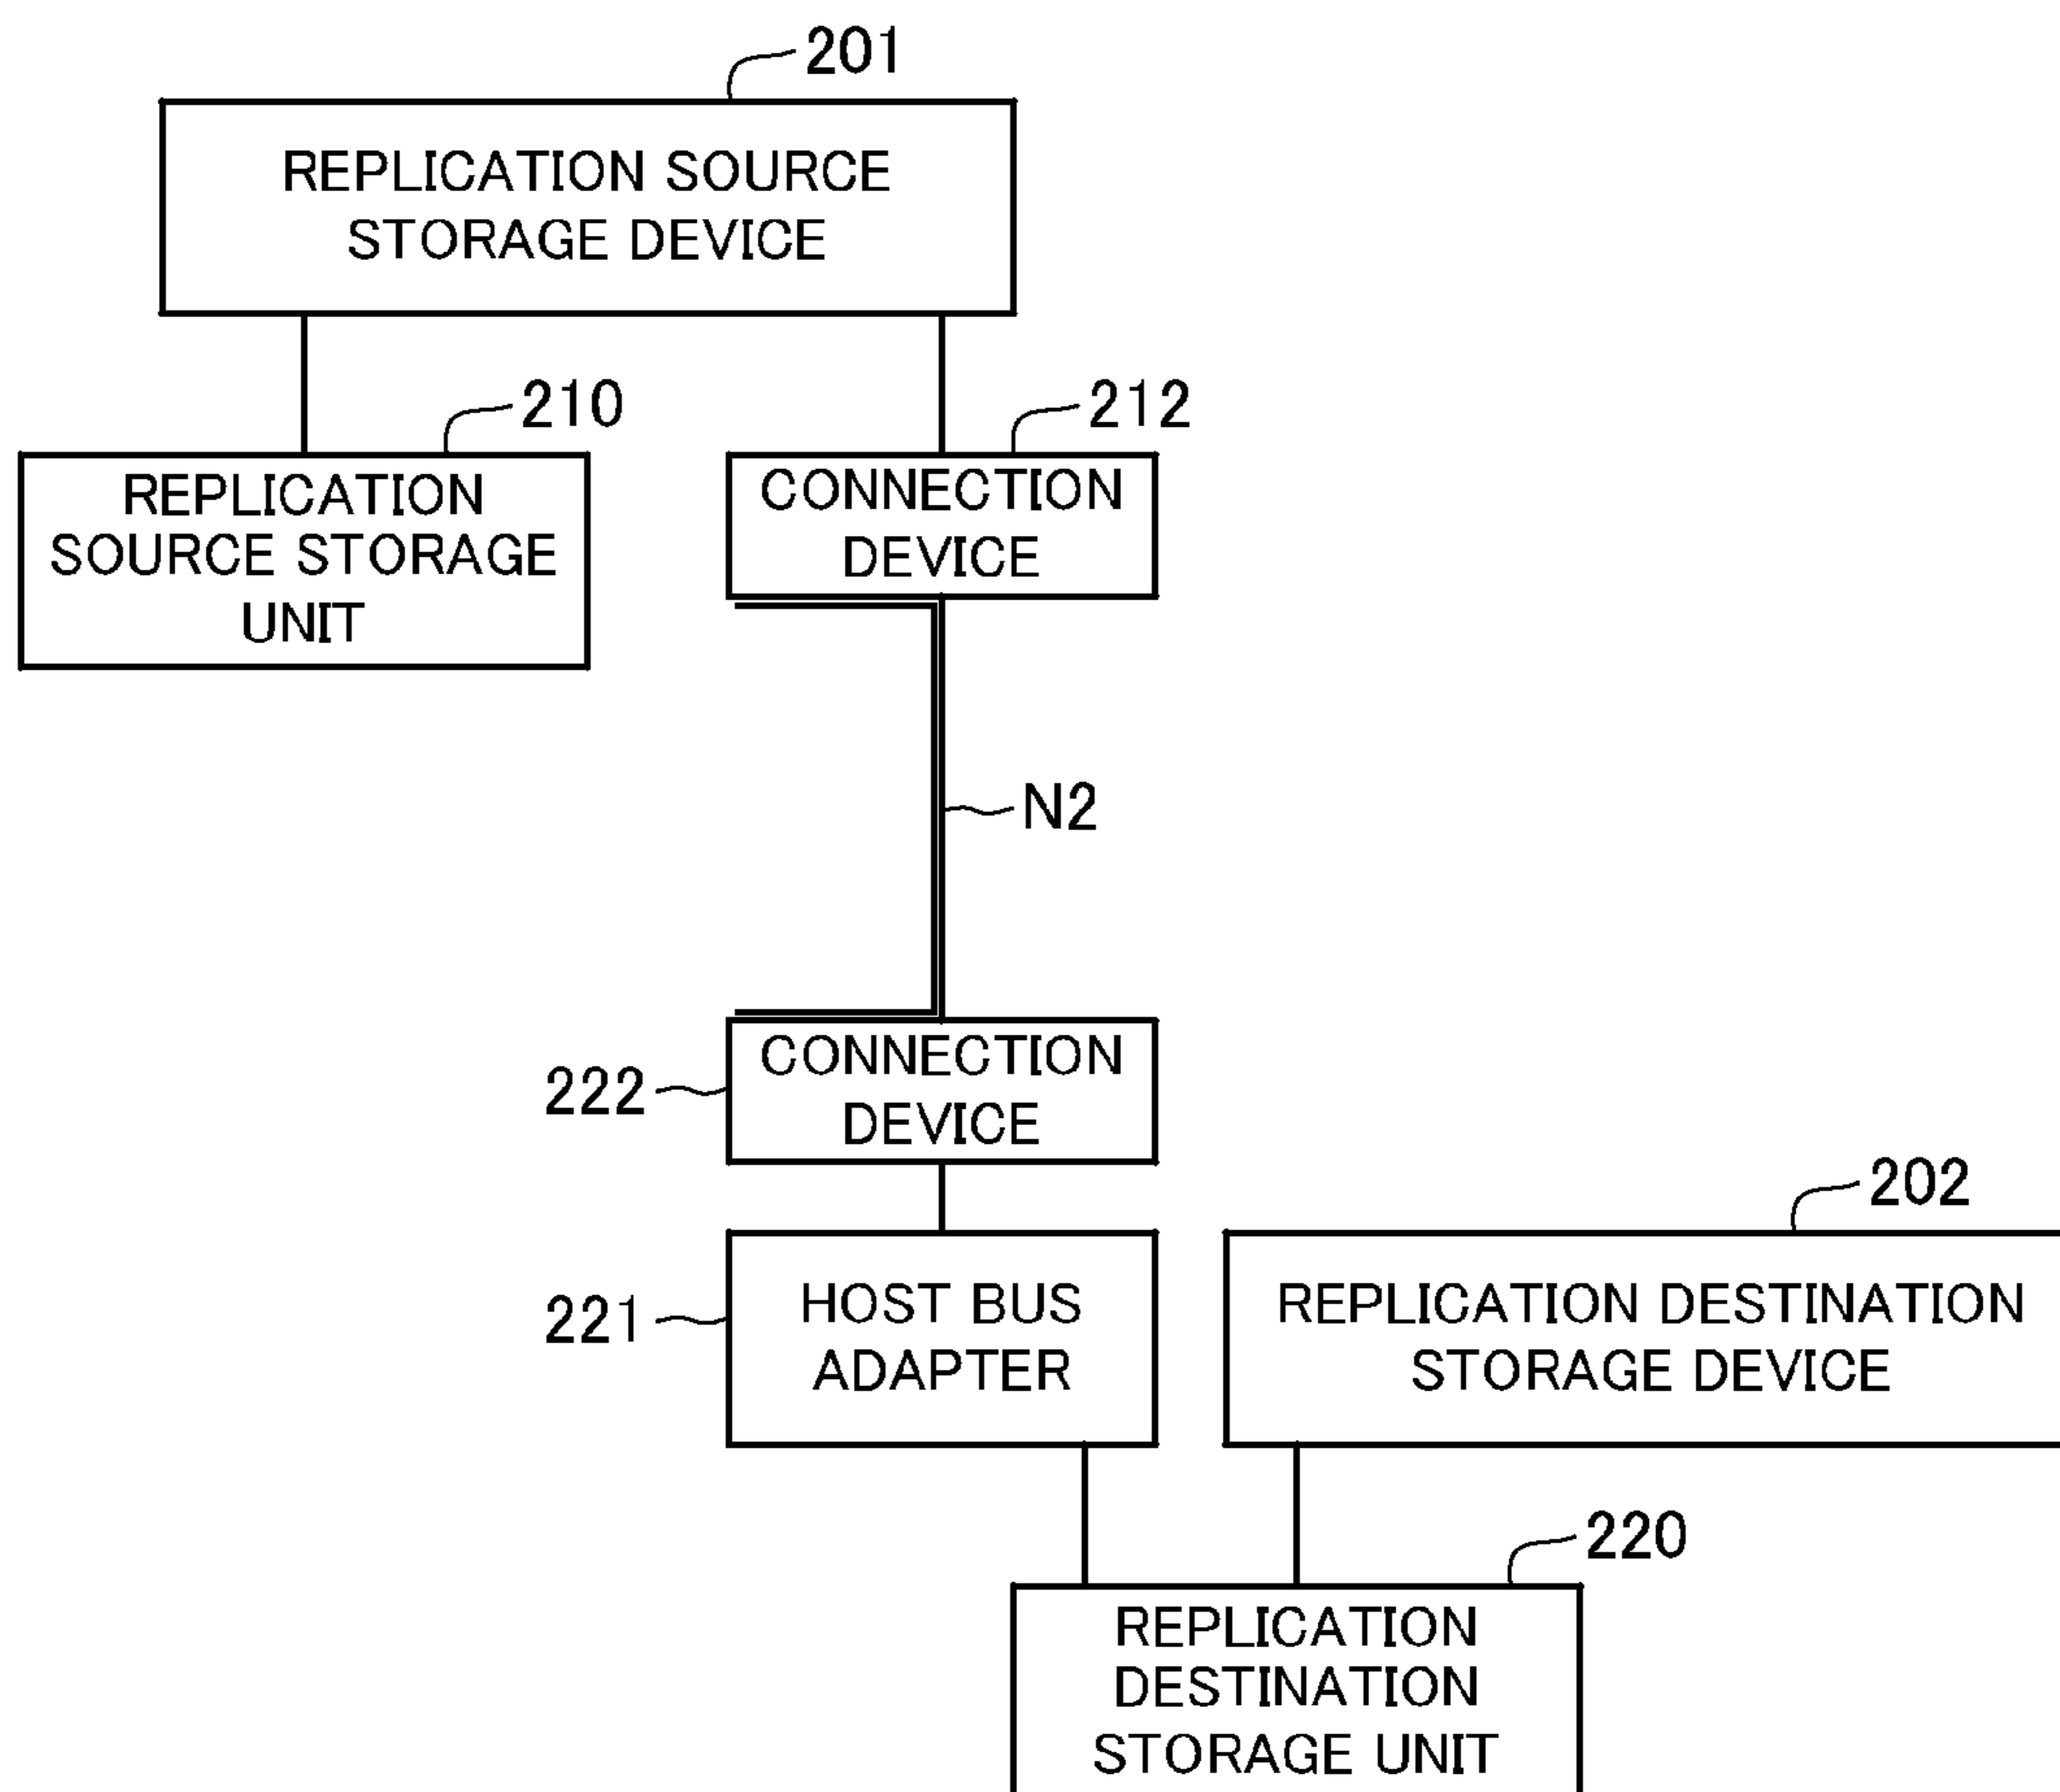 201
REPLICATION SOURCE
STORAGE DEVICE
210
212
REPLICATION
SOURCE STORAGE
UNIT
CONNECTION
DEVICE
N2
222
CONNECTION
DEVICE
202
221
HOST BUS
ADAPTER
REPLICATION DESTINATION
STORAGE DEVICE
220
REPLICATION
DESTINATION
STORAGE UNIT